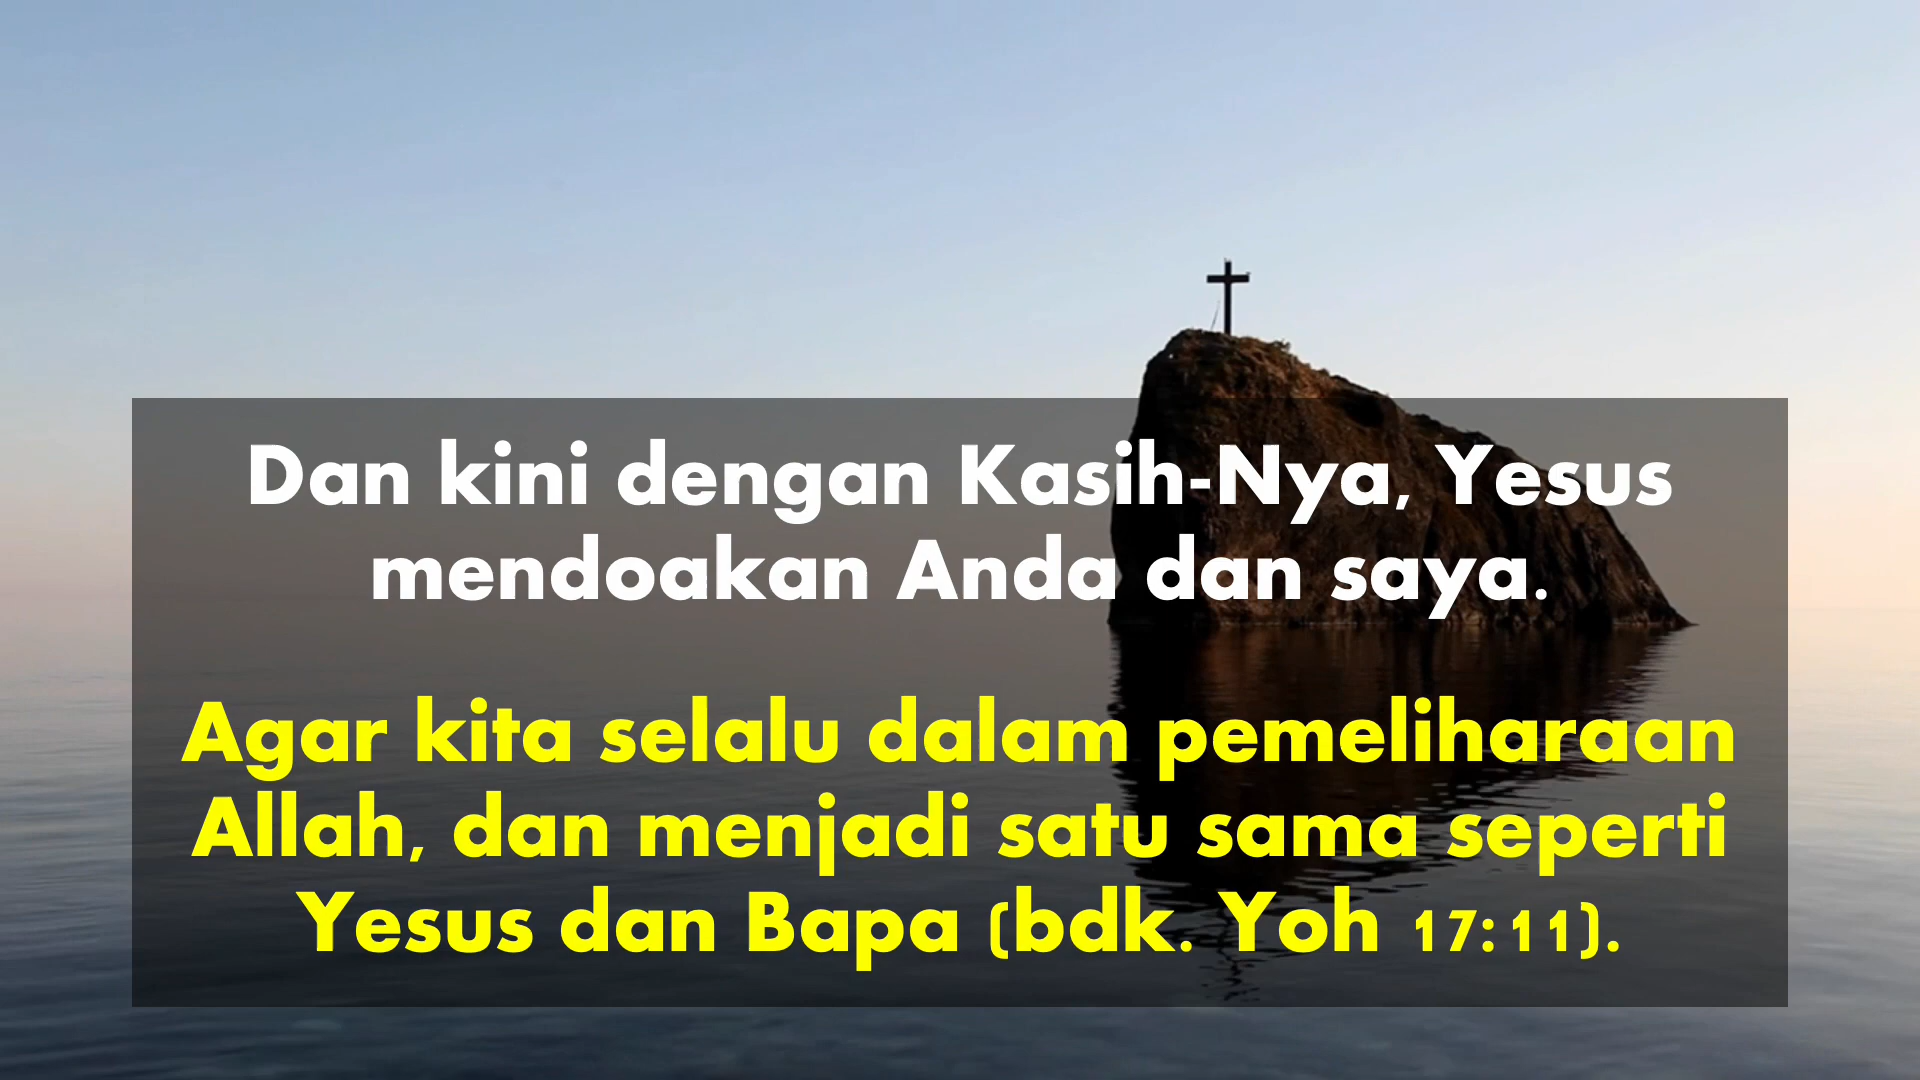 Dan kini dengan Kasih-Nya, Yesus
mendoakan Anda dan saya.
Agar kita selalu dalam pemeliharaan
Allah, dan menjadi satu sama seperti
Yesus dan Bapa (bdk. Yoh 17:11).